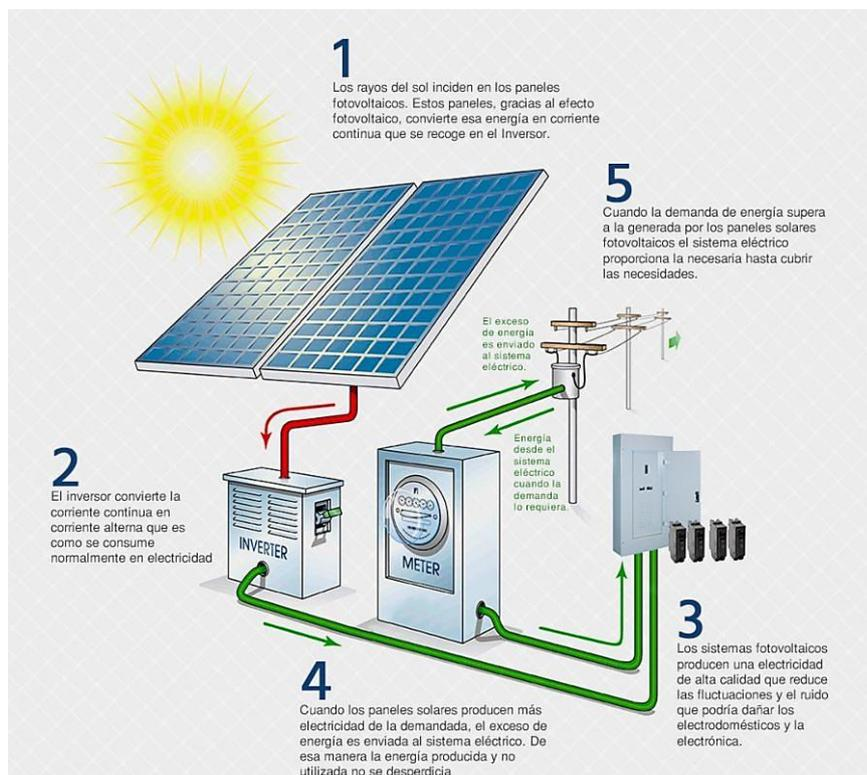 1
Los rayos del sol inciden en los paneles
fotovoltaicos. Estos paneles, gracias al efecto
fotovoltaico, convierte esa energía en corriente
continua que se recoge en el Inversor.
5
Cuando la demanda de energía supera
a la generada por los paneles solares
fotovoltaicos el sistema eléctrico
proporciona la necesaria hasta cubrir
las necesidades.
El exceso
de energía
es enviado
al sistema
eléctrico.
Energía
desde el
sistema
eléctrico
cuando la
demanda
lo requiera.
2
El inversor convierte la
corriente continua en
corriente alterna que es
como se consume
normalmente en electricidad
INVERTER
METER
3
Los sistemas fotovoltaicos
producen una electricidad
de alta calidad que reduce
las fluctuaciones y el ruido
que podría dañar los
electrodomésticos y la
electrónica.
4
Cuando los paneles solares producen más
electricidad de la demandada, el exceso de
energía es enviada al sistema eléctrico. De
esa manera la energía producida y no
utilizada no se desperdicia